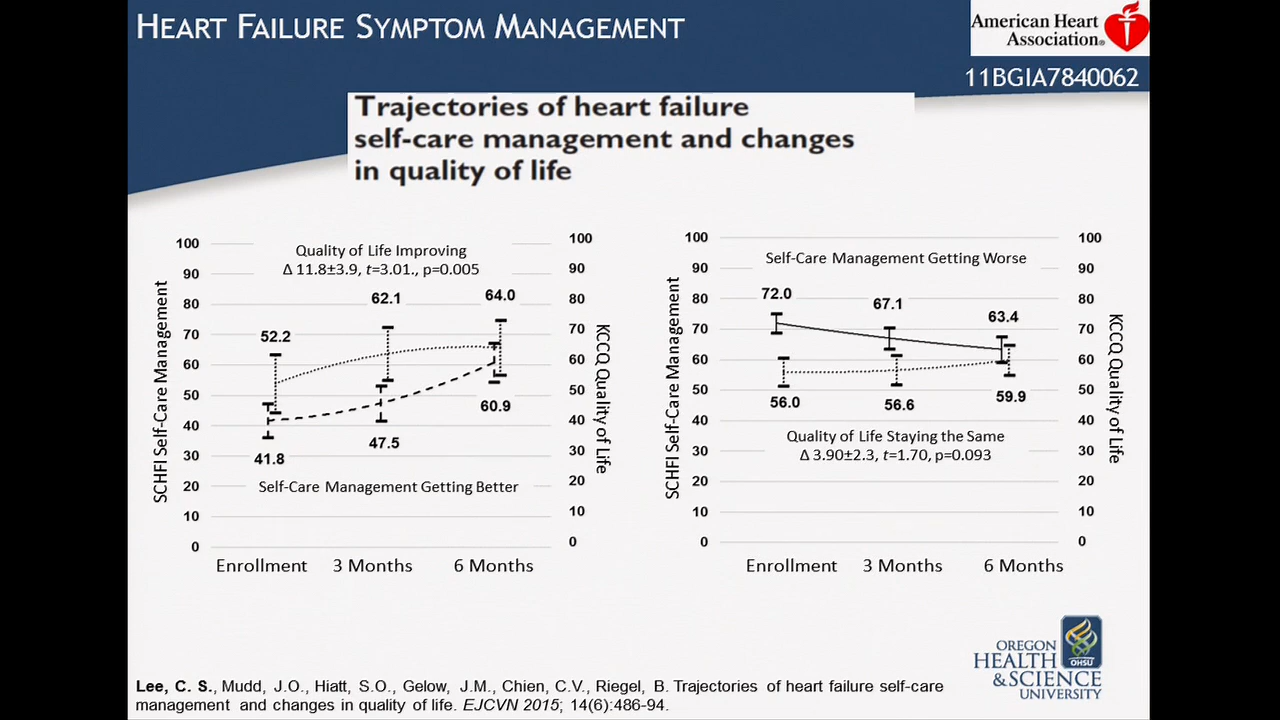 HEART FAILURE SYMPTOM MANAGEMENT
American Heart
Association®
11BGIA7840062
Trajectories of heart failure
self-care management and changes
in quality of life
SCHFI Self-Care Management
100
90
80
70
60
50
40
30
20
10
0
Quality of Life Improving
Δ 11.8±3.9, t=3.01., p=0.005
52.2
62.1
64.0
41.8
47.5
60.9
Self-Care Management Getting Better
Enrollment
3 Months
6 Months
100
90
80
70
60
50
40
30
20
10
0
KCCQ Quality of Life
SCHFI Self-Care Management
100
90
80
70
60
50
40
30
20
10
0
Self-Care Management Getting Worse
72.0
67.1
63.4
56.0
56.6
59.9
Quality of Life Staying the Same
Δ 3.90±2.3, t=1.70, p=0.093
Enrollment
3 Months
6 Months
100
90
80
70
60
50
40
30
20
10
0
KCCQ Quality of Life
OREGON
HEALTH
&SCIENCE
UNIVERSITY
OHSU
Lee, C. S., Mudd, J.O., Hiatt, S.O., Gelow, J.M., Chien, C.V., Riegel, B. Trajectories of heart failure self-care
management and changes in quality of life. EJCVN 2015; 14(6):486-94.